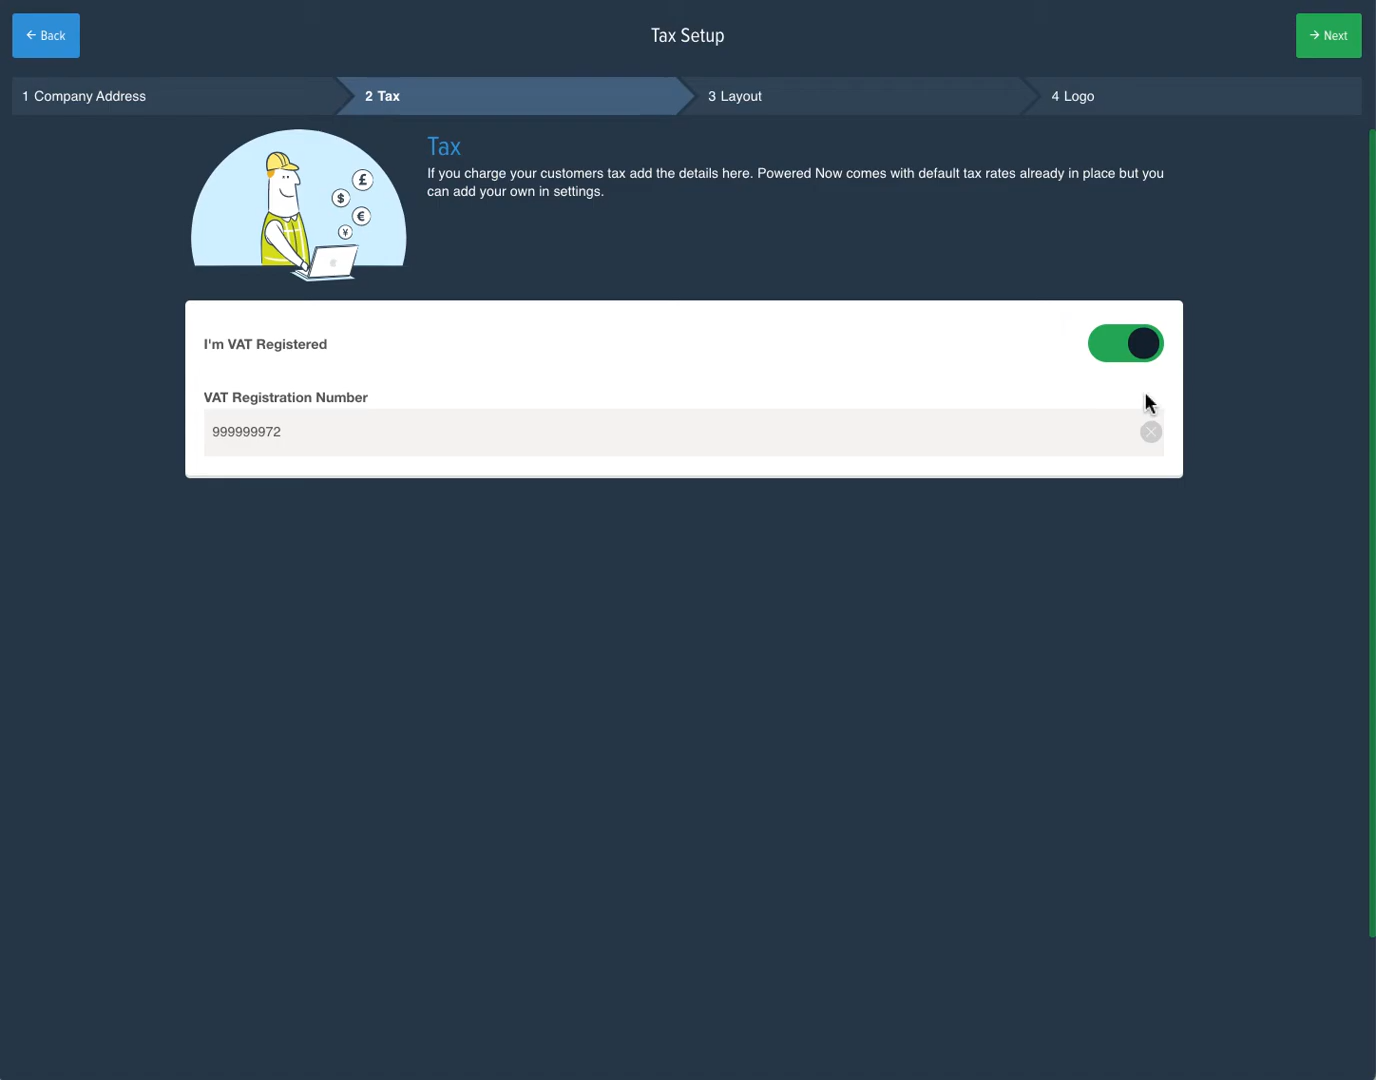 ← Back
Tax Setup
→ Next
1 Company Address
2 Tax
3 Layout
4 Logo
£
$
€
¥
Tax
If you charge your customers tax add the details here. Powered Now comes with default tax rates already in place but you
can add your own in settings.
I'm VAT Registered
VAT Registration Number
999999972